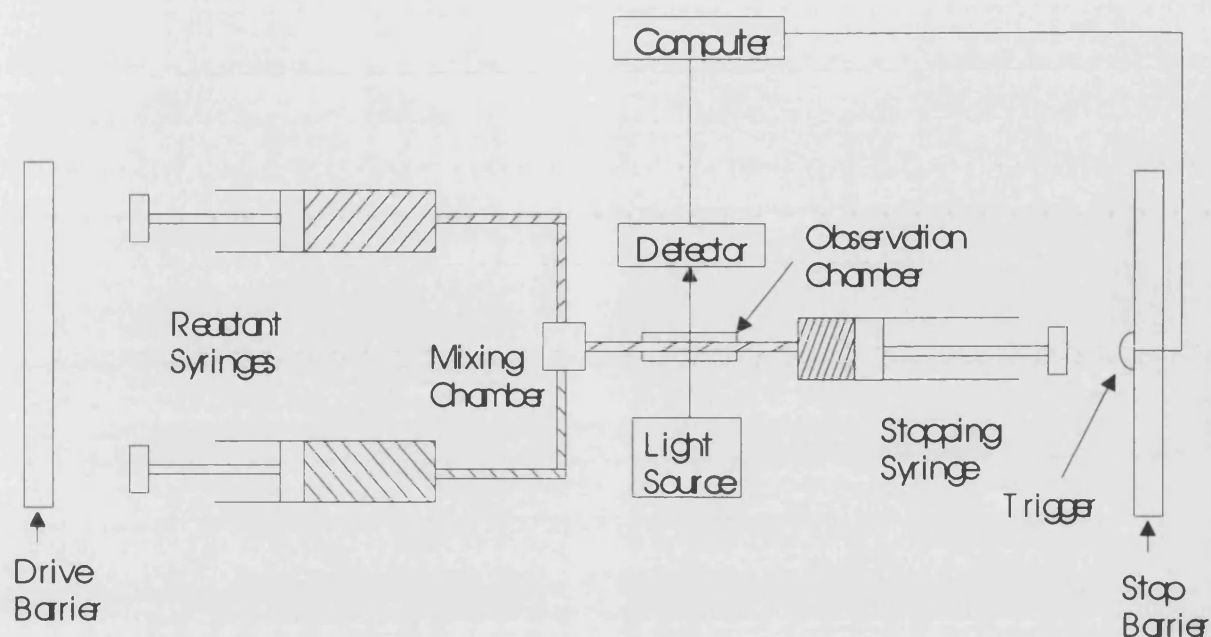 Computer
Detector
Observation
Chamber
Reactant
Syringes
Mixing
Chamber
Light
Source
Stopping
Syringe
Trigger
Drive
Barrier
Stop
Barrier